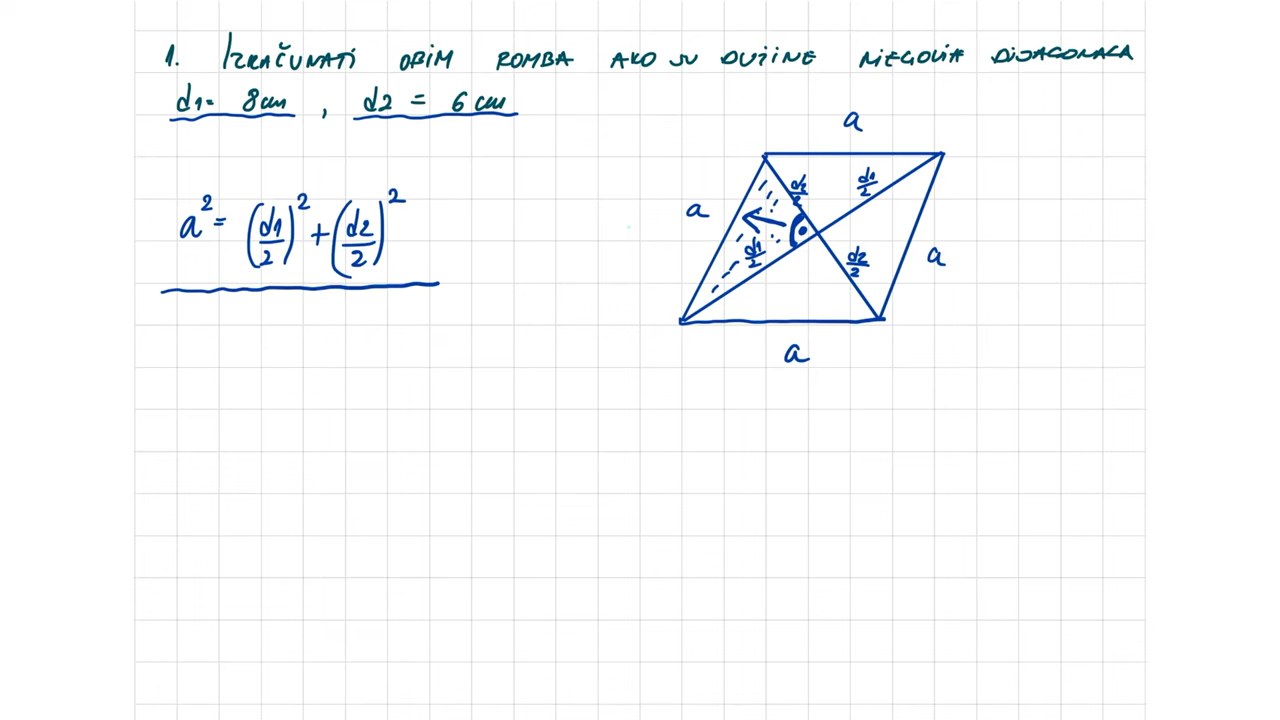 1. IZRAČUNATI OBIM ROMBA AKO SU DUŽINE NJEGOVIH DIJAGONALA
d1= 8cm , d2 = 6 cm
a² = (d1/2)² + (d2/2)²
a
a
d2/2
d1/2
d1/2
d2/2
a
a